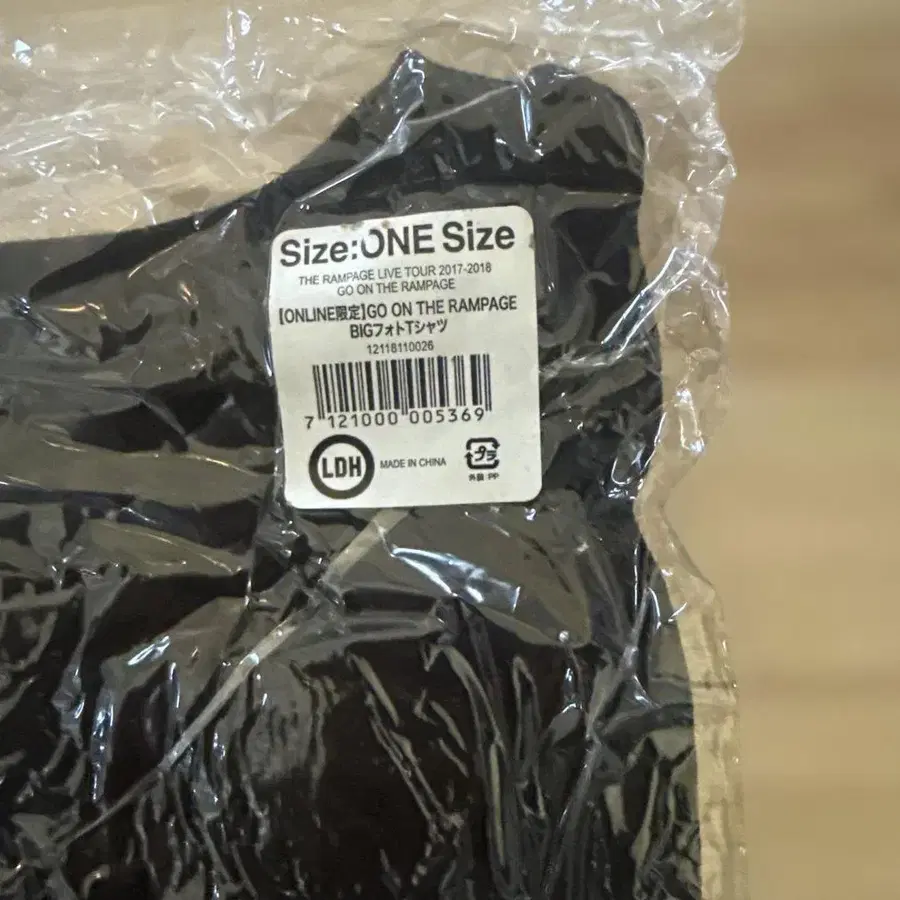 Size:ONE Size
THE RAMPAGE LIVE TOUR 2017-2018
GO ON THE RAMPAGE
【ONLINE限定】GO ON THE RAMPAGE
BIGフォトTシャツ
12118110026
7 121000 005369
LDH
MADE IN CHINA
プラ
外装:PP